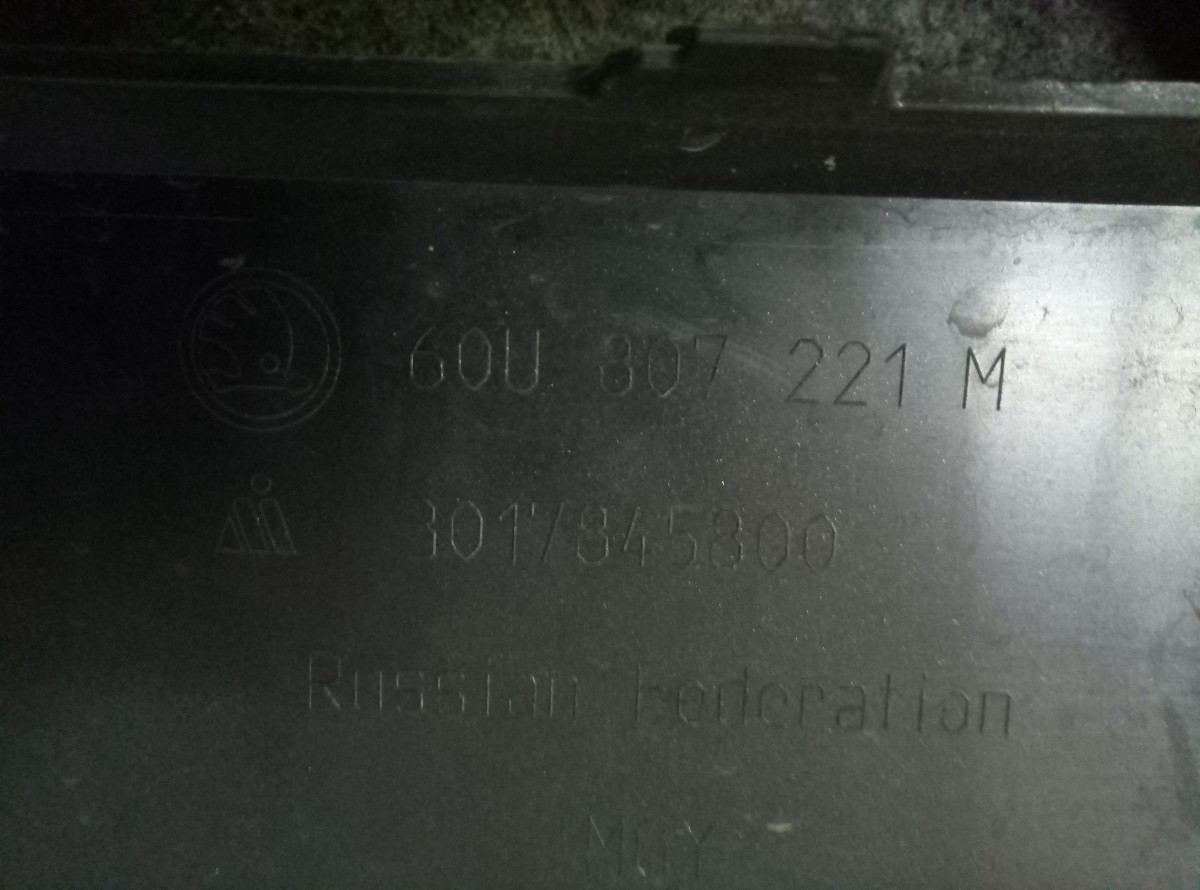 60U 807 221 M
3017845800
Russian Federation